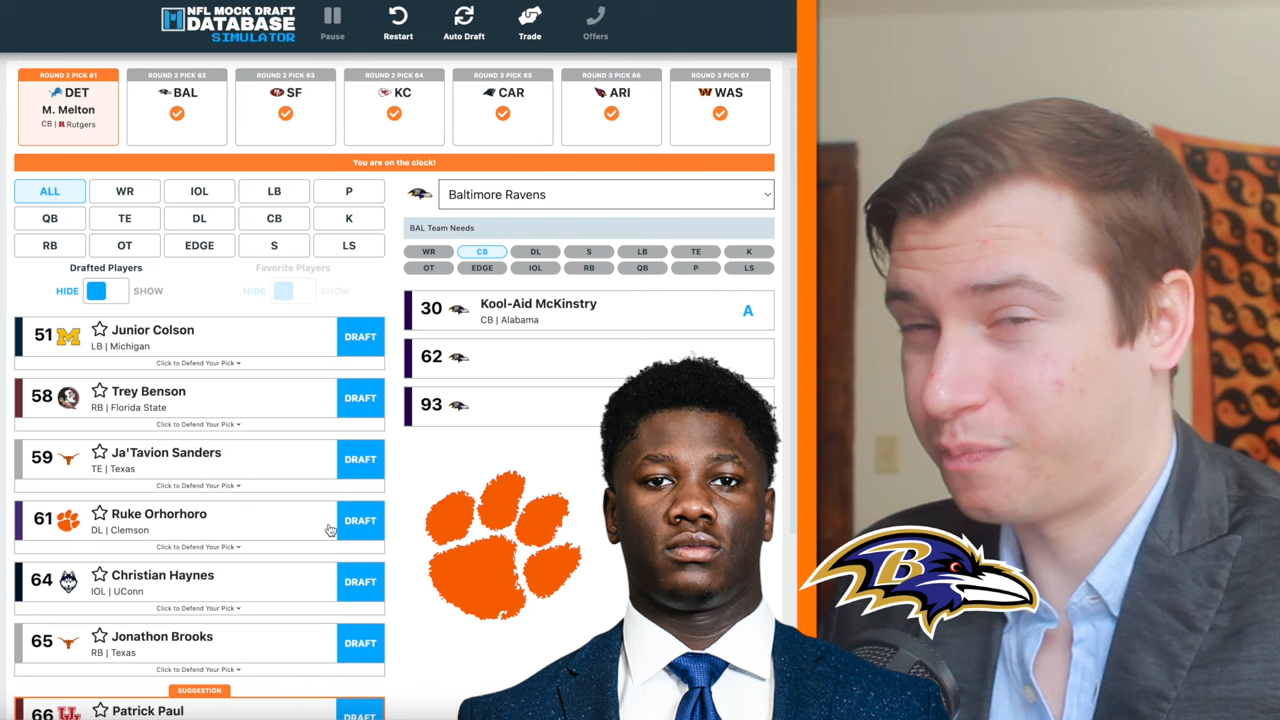 NFL MOCK DRAFT
DATABASE
SIMULATOR
Pause
Restart
Auto Draft
Trade
Offers
ROUND 2 PICK 61
DET
M. Melton
CB | R Rutgers
ROUND 2 PICK 62
BAL
ROUND 2 PICK 63
SF
ROUND 2 PICK 64
KC
ROUND 3 PICK 65
CAR
ROUND 3 PICK 66
ARI
ROUND 3 PICK 67
WAS
You are on the clock!
ALL
WR
IOL
LB
P
QB
TE
DL
CB
K
RB
OT
EDGE
S
LS
Drafted Players
HIDE
SHOW
Favorite Players
HIDE
SHOW
51
Junior Colson
LB | Michigan
DRAFT
Click to Defend Your Pick
58
Trey Benson
RB | Florida State
DRAFT
Click to Defend Your Pick
59
Ja'Tavion Sanders
TE | Texas
DRAFT
Click to Defend Your Pick
61
Ruke Orhorhoro
DL | Clemson
DRAFT
Click to Defend Your Pick
64
Christian Haynes
IOL | UConn
DRAFT
Click to Defend Your Pick
65
Jonathon Brooks
RB | Texas
DRAFT
Click to Defend Your Pick
SUGGESTION
66
Patrick Paul
DRAFT
Baltimore Ravens
BAL Team Needs
WR
CB
DL
S
LB
TE
K
OT
EDGE
IOL
RB
QB
P
LS
30
Kool-Aid McKinstry
CB | Alabama
A
62
93
B